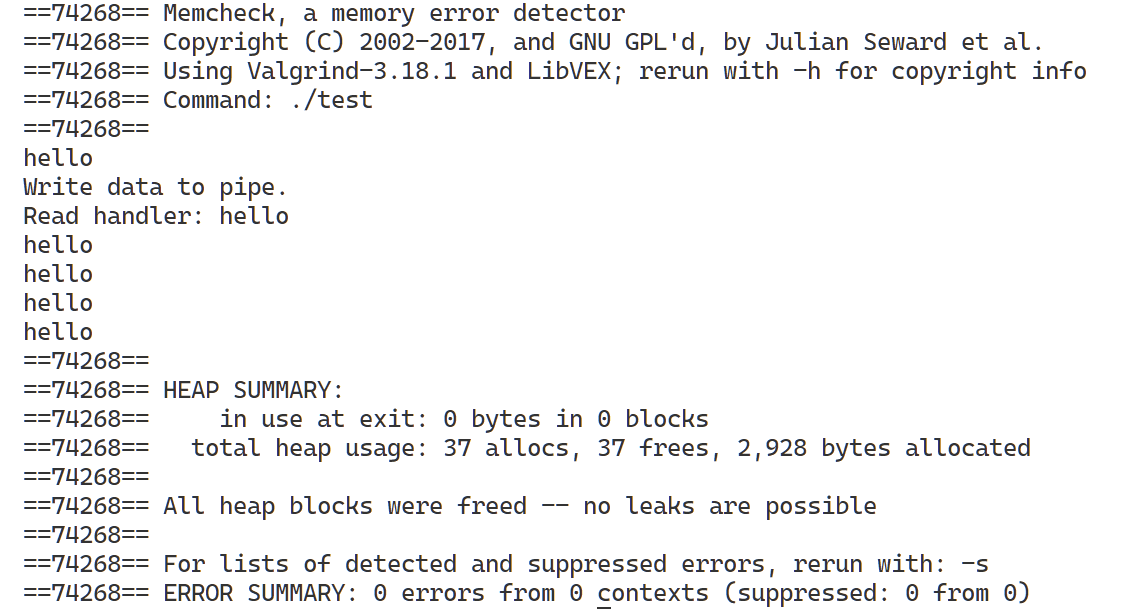 ==74268== Memcheck, a memory error detector
==74268== Copyright (C) 2002-2017, and GNU GPL'd, by Julian Seward et al.
==74268== Using Valgrind-3.18.1 and LibVEX; rerun with -h for copyright info
==74268== Command: ./test
==74268==
hello
Write data to pipe.
Read handler: hello
hello
hello
hello
hello
==74268==
==74268== HEAP SUMMARY:
==74268==     in use at exit: 0 bytes in 0 blocks
==74268==   total heap usage: 37 allocs, 37 frees, 2,928 bytes allocated
==74268==
==74268== All heap blocks were freed -- no leaks are possible
==74268==
==74268== For lists of detected and suppressed errors, rerun with: -s
==74268== ERROR SUMMARY: 0 errors from 0 contexts (suppressed: 0 from 0)